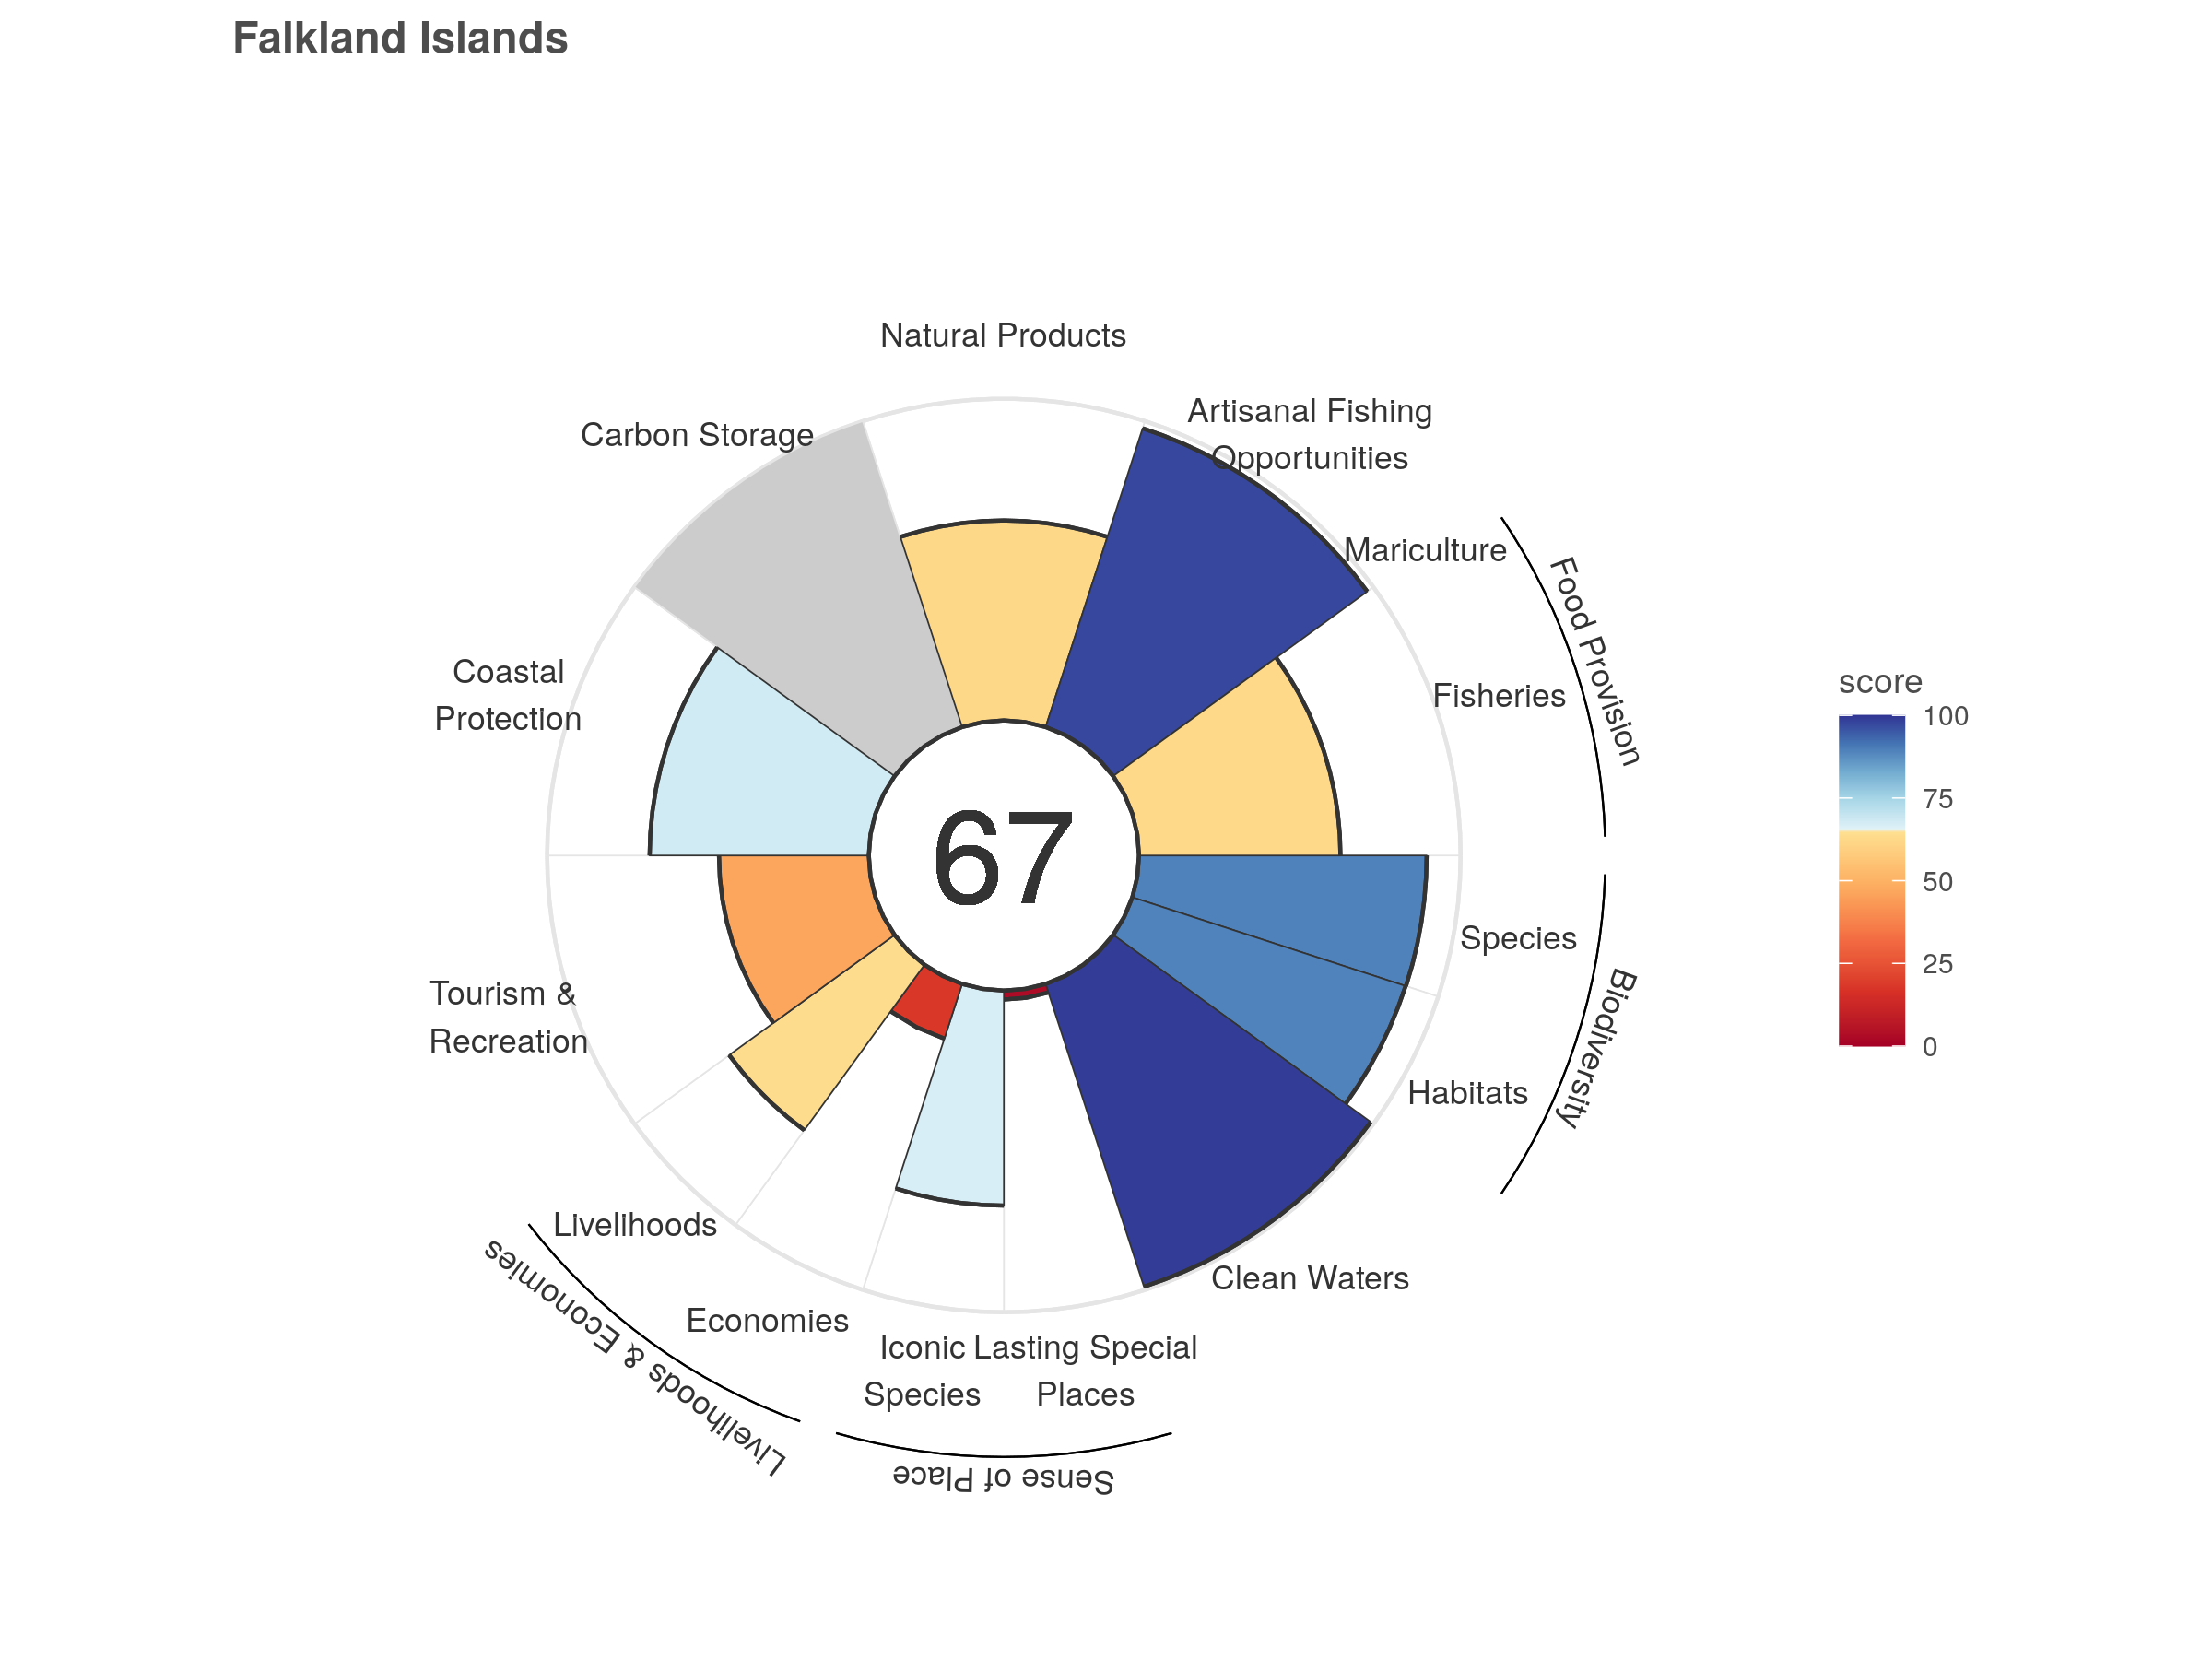 Falkland Islands
Natural Products
Artisanal Fishing
Opportunities
Carbon Storage
Mariculture
Food Provision
Fisheries
Coastal
Protection
score
100
75
50
25
0
67
Species
Biodiversity
Habitats
Tourism &
Recreation
Livelihoods
Livelihoods & Economies
Economies
Clean Waters
Iconic
Species
Lasting Special
Places
Sense of Place